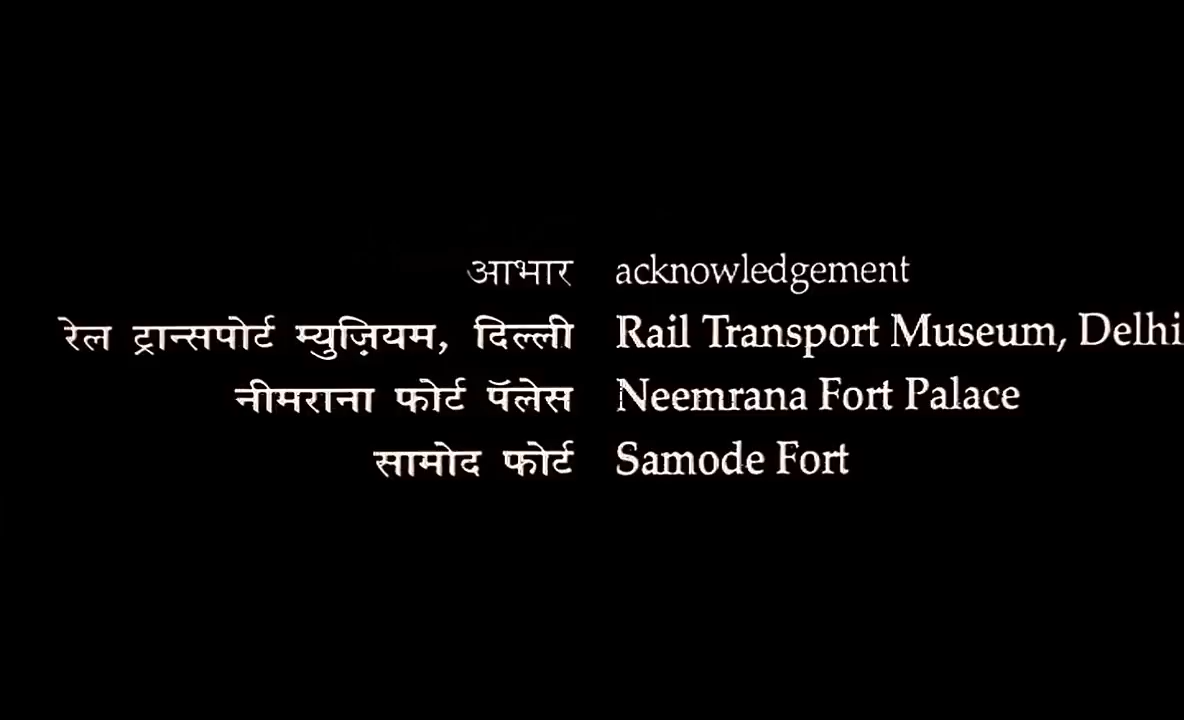 आभार acknowledgement
रेल ट्रान्सपोर्ट म्युज़ियम, दिल्ली Rail Transport Museum, Delhi
नीमराना फोर्ट पॅलेस Neemrana Fort Palace
सामोद फोर्ट Samode Fort